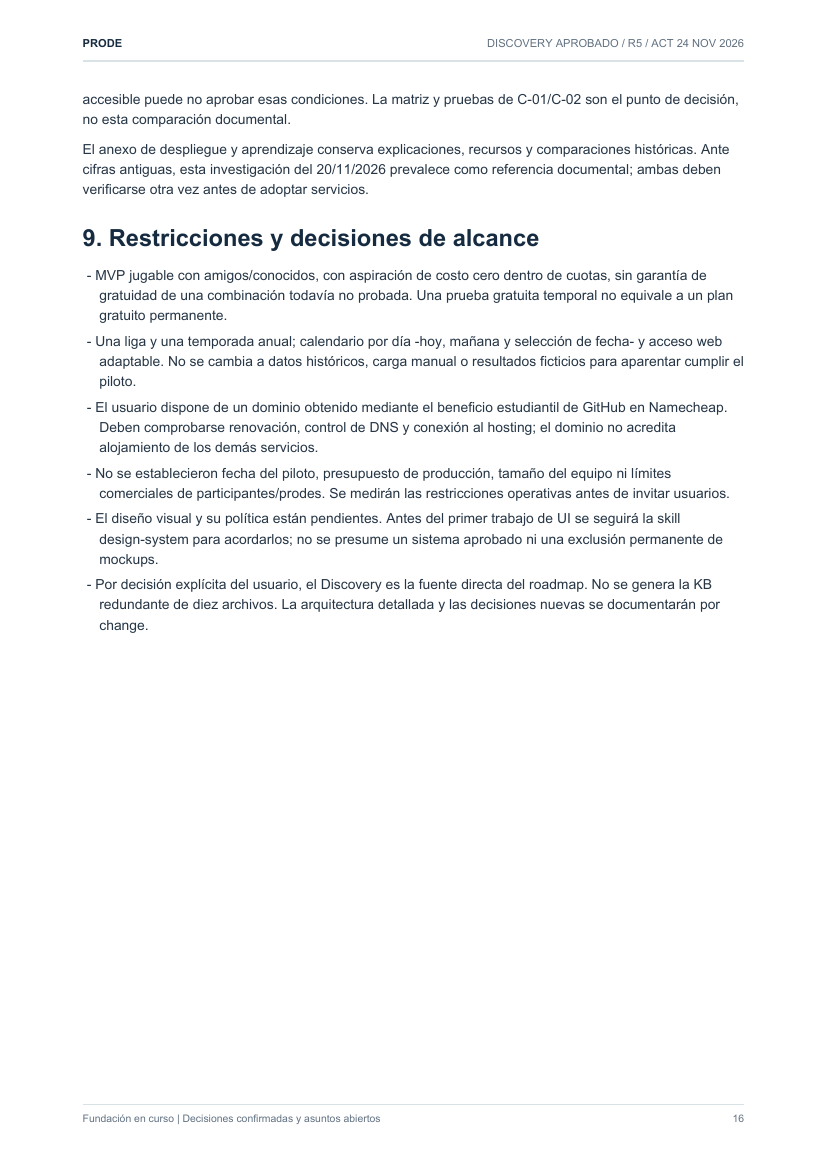 PRODE
DISCOVERY APROBADO / R5 / ACT 24 NOV 2026
accesible puede no aprobar esas condiciones. La matriz y pruebas de C-01/C-02 son el punto de decisión,
no esta comparación documental.
El anexo de despliegue y aprendizaje conserva explicaciones, recursos y comparaciones históricas. Ante
cifras antiguas, esta investigación del 20/11/2026 prevalece como referencia documental; ambas deben
verificarse otra vez antes de adoptar servicios.
9. Restricciones y decisiones de alcance
- MVP jugable con amigos/conocidos, con aspiración de costo cero dentro de cuotas, sin garantía de
gratuidad de una combinación todavía no probada. Una prueba gratuita temporal no equivale a un plan
gratuito permanente.
- Una liga y una temporada anual; calendario por día -hoy, mañana y selección de fecha- y acceso web
adaptable. No se cambia a datos históricos, carga manual o resultados ficticios para aparentar cumplir el
piloto.
- El usuario dispone de un dominio obtenido mediante el beneficio estudiantil de GitHub en Namecheap.
Deben comprobarse renovación, control de DNS y conexión al hosting; el dominio no acredita
alojamiento de los demás servicios.
- No se establecieron fecha del piloto, presupuesto de producción, tamaño del equipo ni límites
comerciales de participantes/prodes. Se medirán las restricciones operativas antes de invitar usuarios.
- El diseño visual y su política están pendientes. Antes del primer trabajo de UI se seguirá la skill
design-system para acordarlos; no se presume un sistema aprobado ni una exclusión permanente de
mockups.
- Por decisión explícita del usuario, el Discovery es la fuente directa del roadmap. No se genera la KB
redundante de diez archivos. La arquitectura detallada y las decisiones nuevas se documentarán por
change.
Fundación en curso | Decisiones confirmadas y asuntos abiertos
16